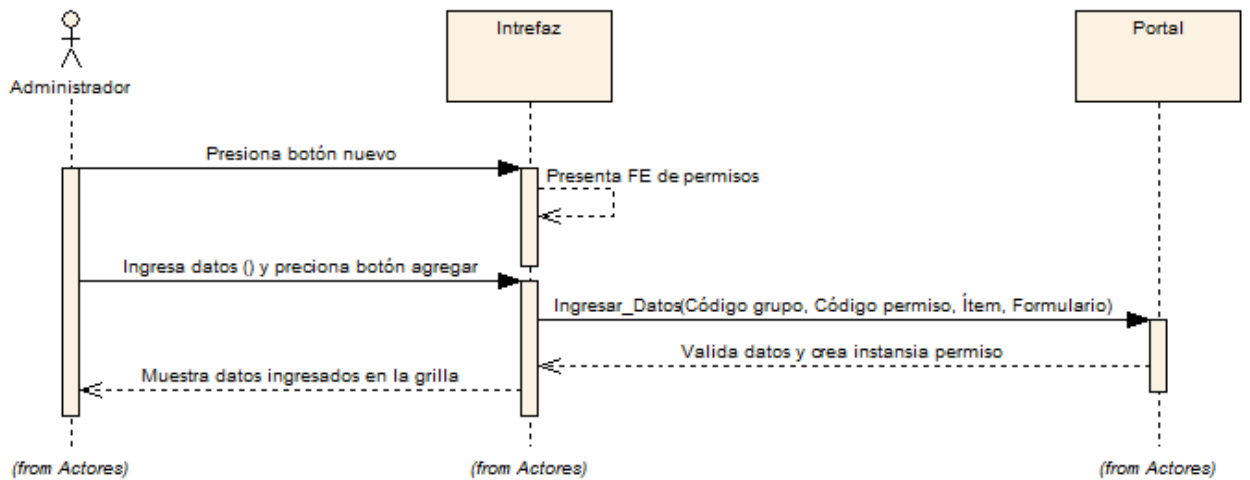 Intrefaz
Portal
Administrador
Presiona botón nuevo
Presenta FE de permisos
Ingresa datos () y preciona botón agregar
Ingresar_Datos(Código grupo, Código permiso, Ítem, Formulario)
Valida datos y crea instansia permiso
Muestra datos ingresados en la grilla
(from Actores)
(from Actores)
(from Actores)